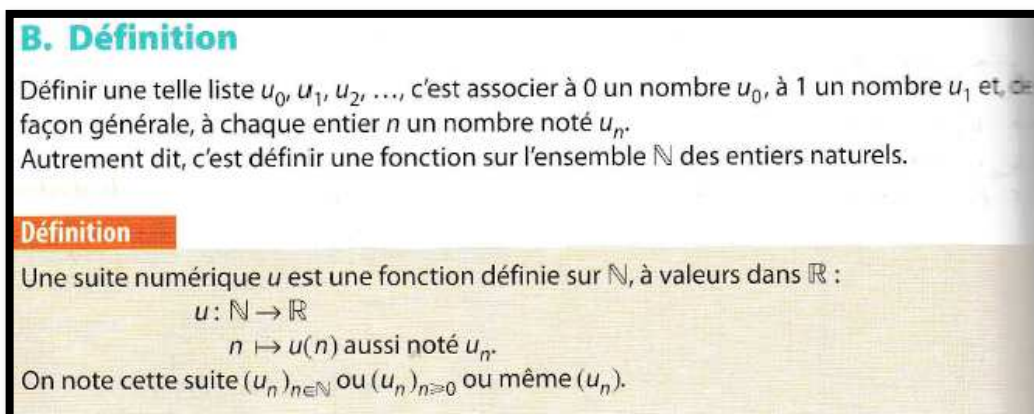 B. Définition
Définir une telle liste u₀, u₁, u₂, …, c'est associer à 0 un nombre u₀, à 1 un nombre u₁ et, de
façon générale, à chaque entier n un nombre noté uₙ.
Autrement dit, c'est définir une fonction sur l'ensemble ℕ des entiers naturels.
Définition
Une suite numérique u est une fonction définie sur ℕ, à valeurs dans ℝ :
u : ℕ → ℝ
n ↦ u(n) aussi noté uₙ.
On note cette suite (uₙ)ₙ∈ℕ ou (uₙ)ₙ⩾₀ ou même (uₙ).